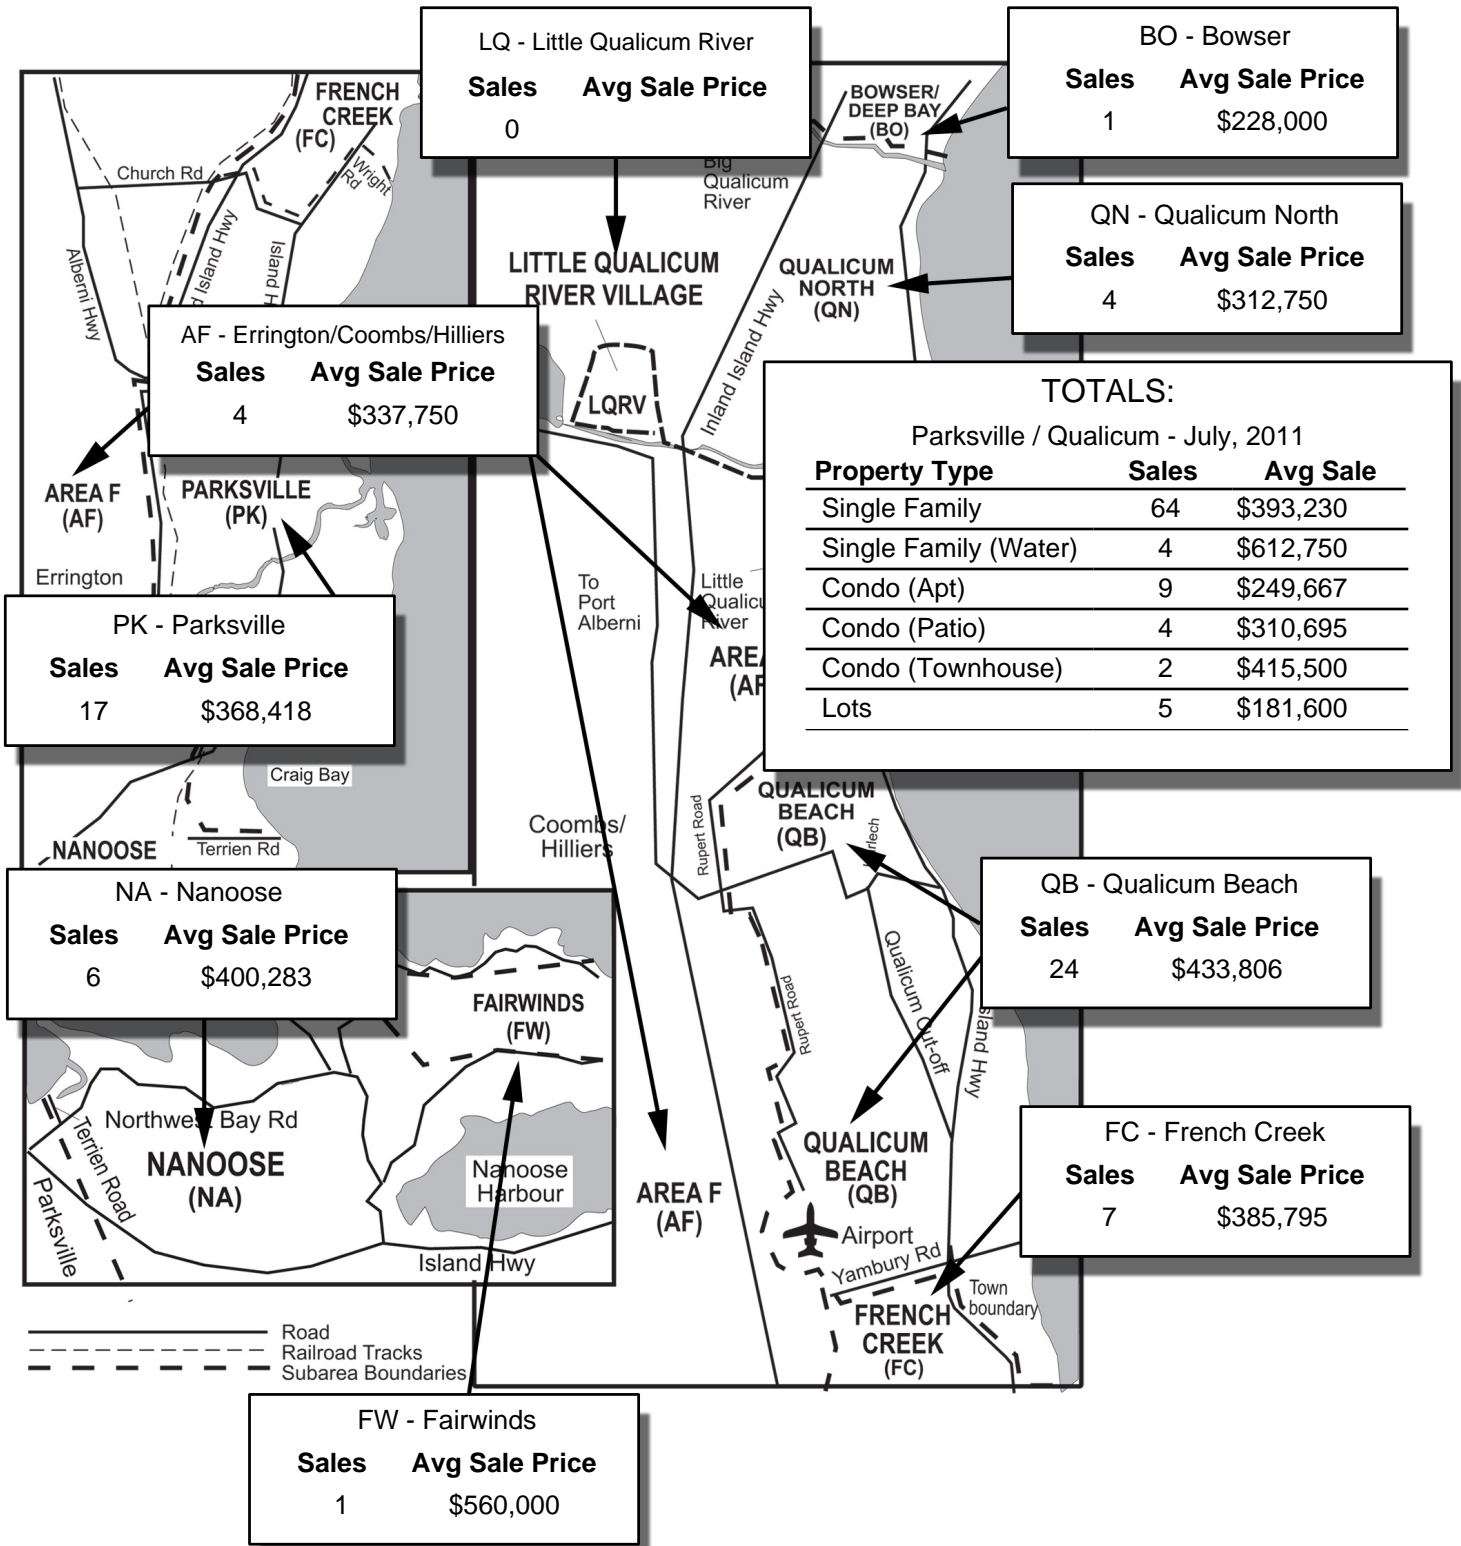 LQ - Little Qualicum River
Sales Avg Sale Price
0
BO - Bowser
Sales Avg Sale Price
1 $228,000
QN - Qualicum North
Sales Avg Sale Price
4 $312,750
FRENCH
CREEK
(FC)
Church Rd
Wright
Rd
Alberni Hwy
Island Hwy
Island H
BOWSER/
DEEP BAY
(BO)
Big
Qualicum
River
LITTLE QUALICUM
RIVER VILLAGE
QUALICUM
NORTH
(QN)
Inland Island Hwy
LQRV
AF - Errington/Coombs/Hilliers
Sales Avg Sale Price
4 $337,750
TOTALS:
Parksville / Qualicum - July, 2011
Property Type Sales Avg Sale
Single Family 64 $393,230
Single Family (Water) 4 $612,750
Condo (Apt) 9 $249,667
Condo (Patio) 4 $310,695
Condo (Townhouse) 2 $415,500
Lots 5 $181,600
AREA F
(AF)
PARKSVILLE
(PK)
Errington
To
Port
Alberni
Little
Qualicu
River
AREA
(AF
PK - Parksville
Sales Avg Sale Price
17 $368,418
Craig Bay
NANOOSE
Terrien Rd
Coombs/
Hilliers
Rupert Road
QUALICUM
BEACH
(QB)
NA - Nanoose
Sales Avg Sale Price
6 $400,283
QB - Qualicum Beach
Sales Avg Sale Price
24 $433,806
Qualicum Cut-off
sland Hwy
Rupert Road
FAIRWINDS
(FW)
Northwest Bay Rd
Terrien Road
Parksville
NANOOSE
(NA)
Nanoose
Harbour
Island Hwy
AREA F
(AF)
QUALICUM
BEACH
(QB)
Airport
Yambury Rd
FC - French Creek
Sales Avg Sale Price
7 $385,795
Town
boundary
FRENCH
CREEK
(FC)
Road
Railroad Tracks
Subarea Boundaries
FW - Fairwinds
Sales Avg Sale Price
1 $560,000